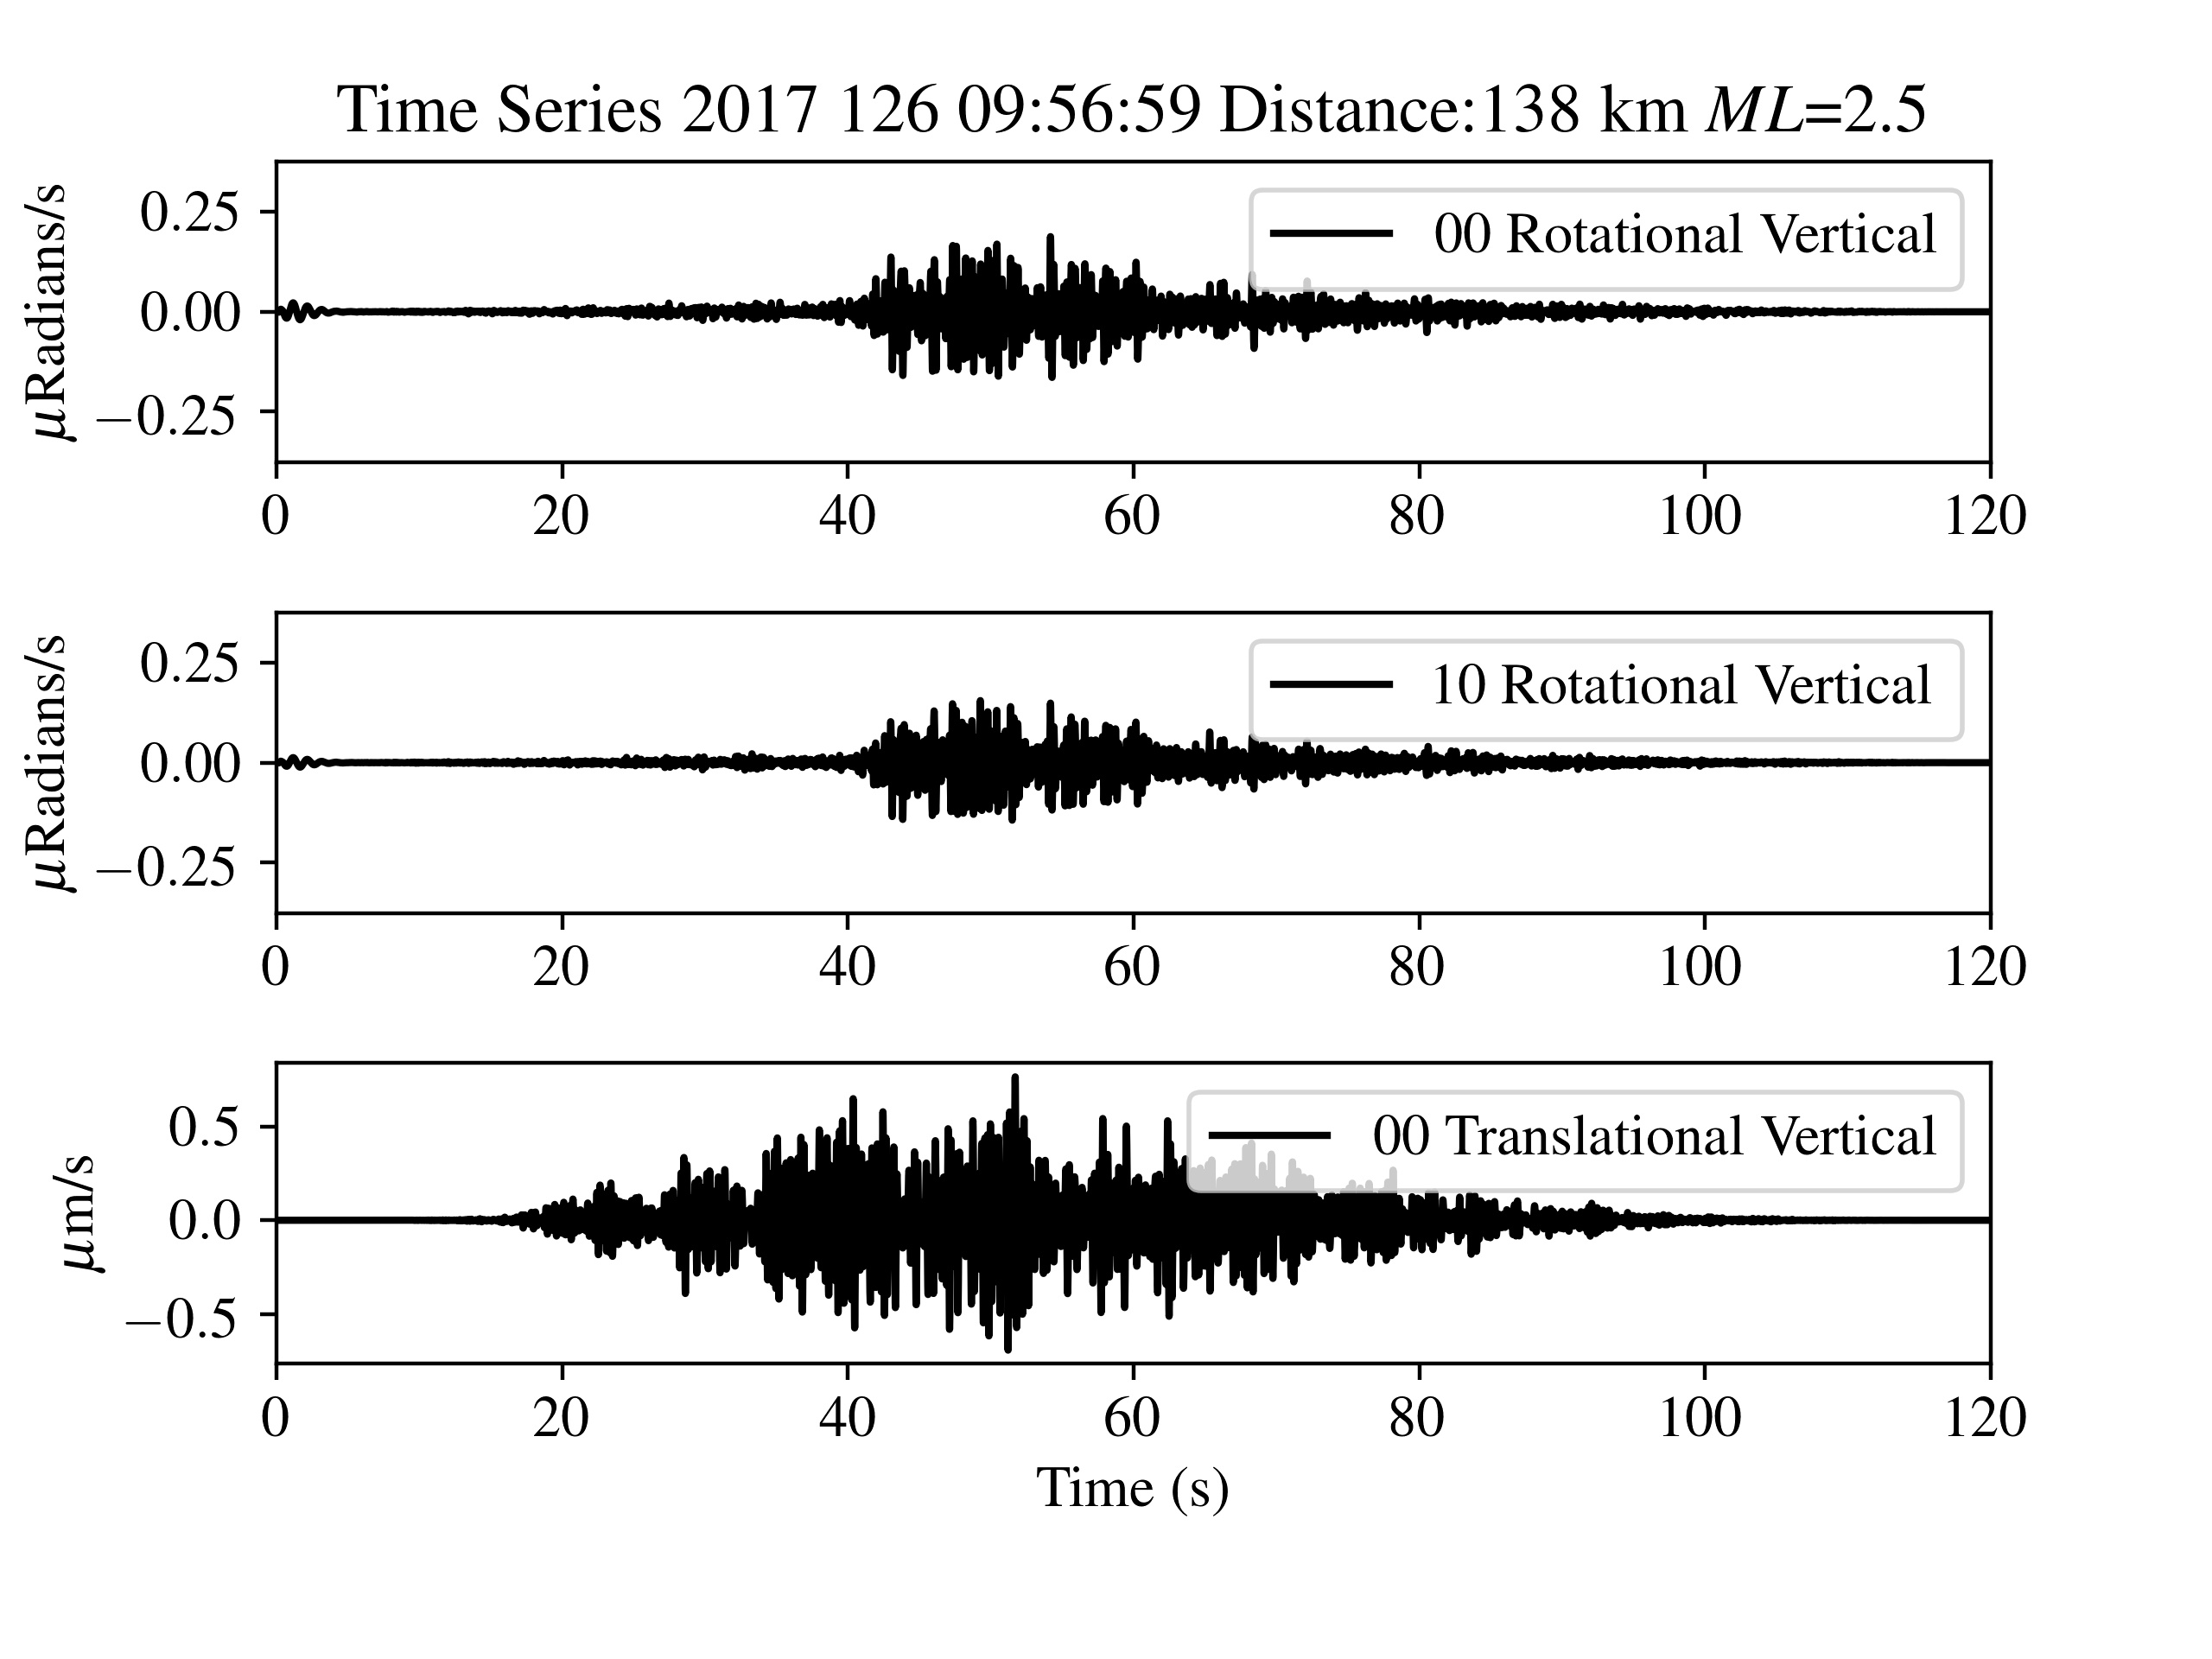 Time Series 2017 126 09:56:59 Distance:138 km ML=2.5
μRadians/s
0.25
0.00
−0.25
00 Rotational Vertical
0 20 40 60 80 100 120
μRadians/s
0.25
0.00
−0.25
10 Rotational Vertical
0 20 40 60 80 100 120
μm/s
0.5
0.0
−0.5
00 Translational Vertical
0 20 40 60 80 100 120
Time (s)